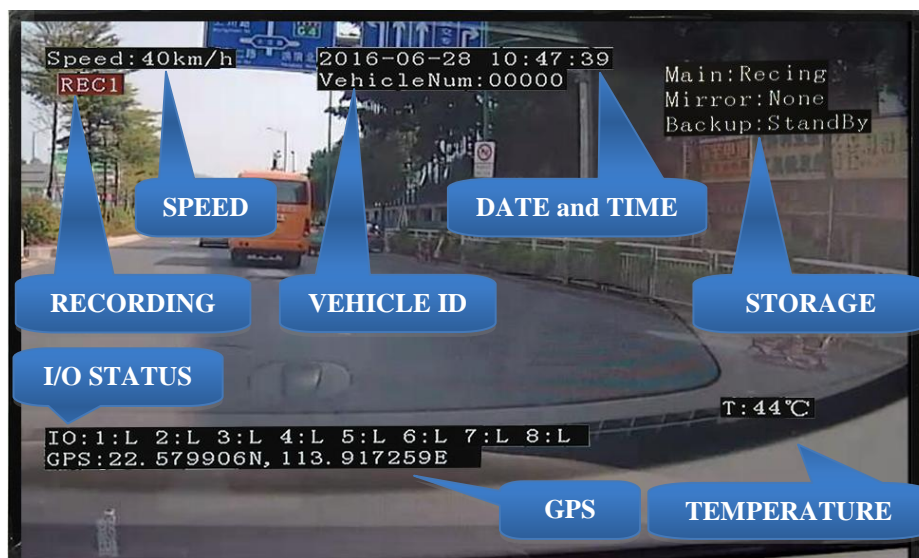 Speed:40km/h
2016-06-28 10:47:39
VehicleNum:00000
REC1
Main:Recing
Mirror:None
Backup:StandBy
SPEED
DATE and TIME
RECORDING
VEHICLE ID
STORAGE
I/O STATUS
T:44℃
IO:1:L 2:L 3:L 4:L 5:L 6:L 7:L 8:L
GPS:22.579906N,113.917259E
GPS
TEMPERATURE